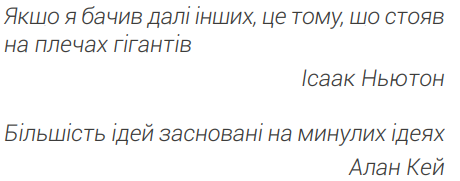 Якшо я бачив далі інших, це тому, шо стояв
на плечах гігантів
Ісаак Ньютон
Більшість ідей засновані на минулих ідеях
Алан Кей